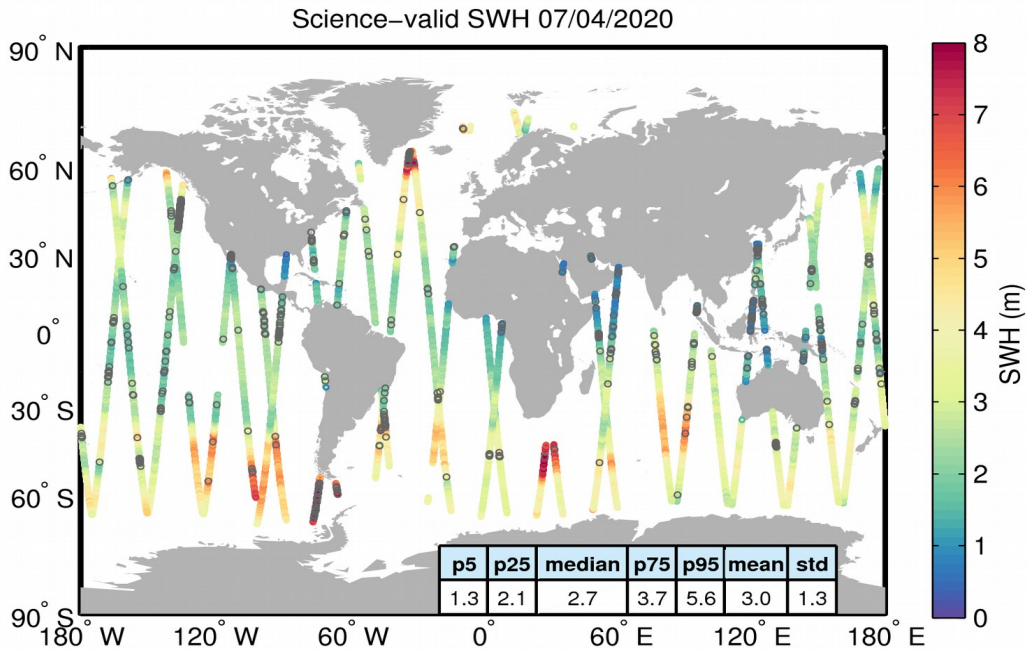 Science−valid SWH 07/04/2020
90° N
60° N
30° N
0°
30° S
60° S
90° S
180° W
120° W
60° W
0°
60° E
120° E
180° E
p5 p25 median p75 p95 mean std
1.3 2.1 2.7 3.7 5.6 3.0 1.3
8
7
6
5
4
3
2
1
0
SWH (m)